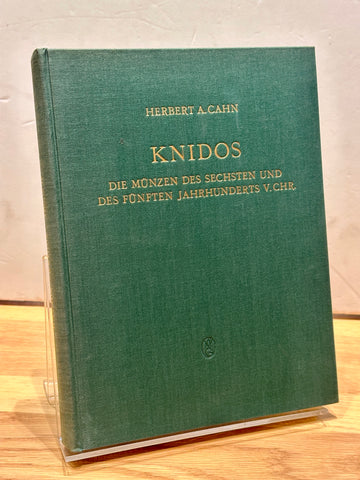 HERBERT A. CAHN
KNIDOS
DIE MÜNZEN DES SECHSTEN UND
DES FÜNFTEN JAHRHUNDERTS V. CHR.